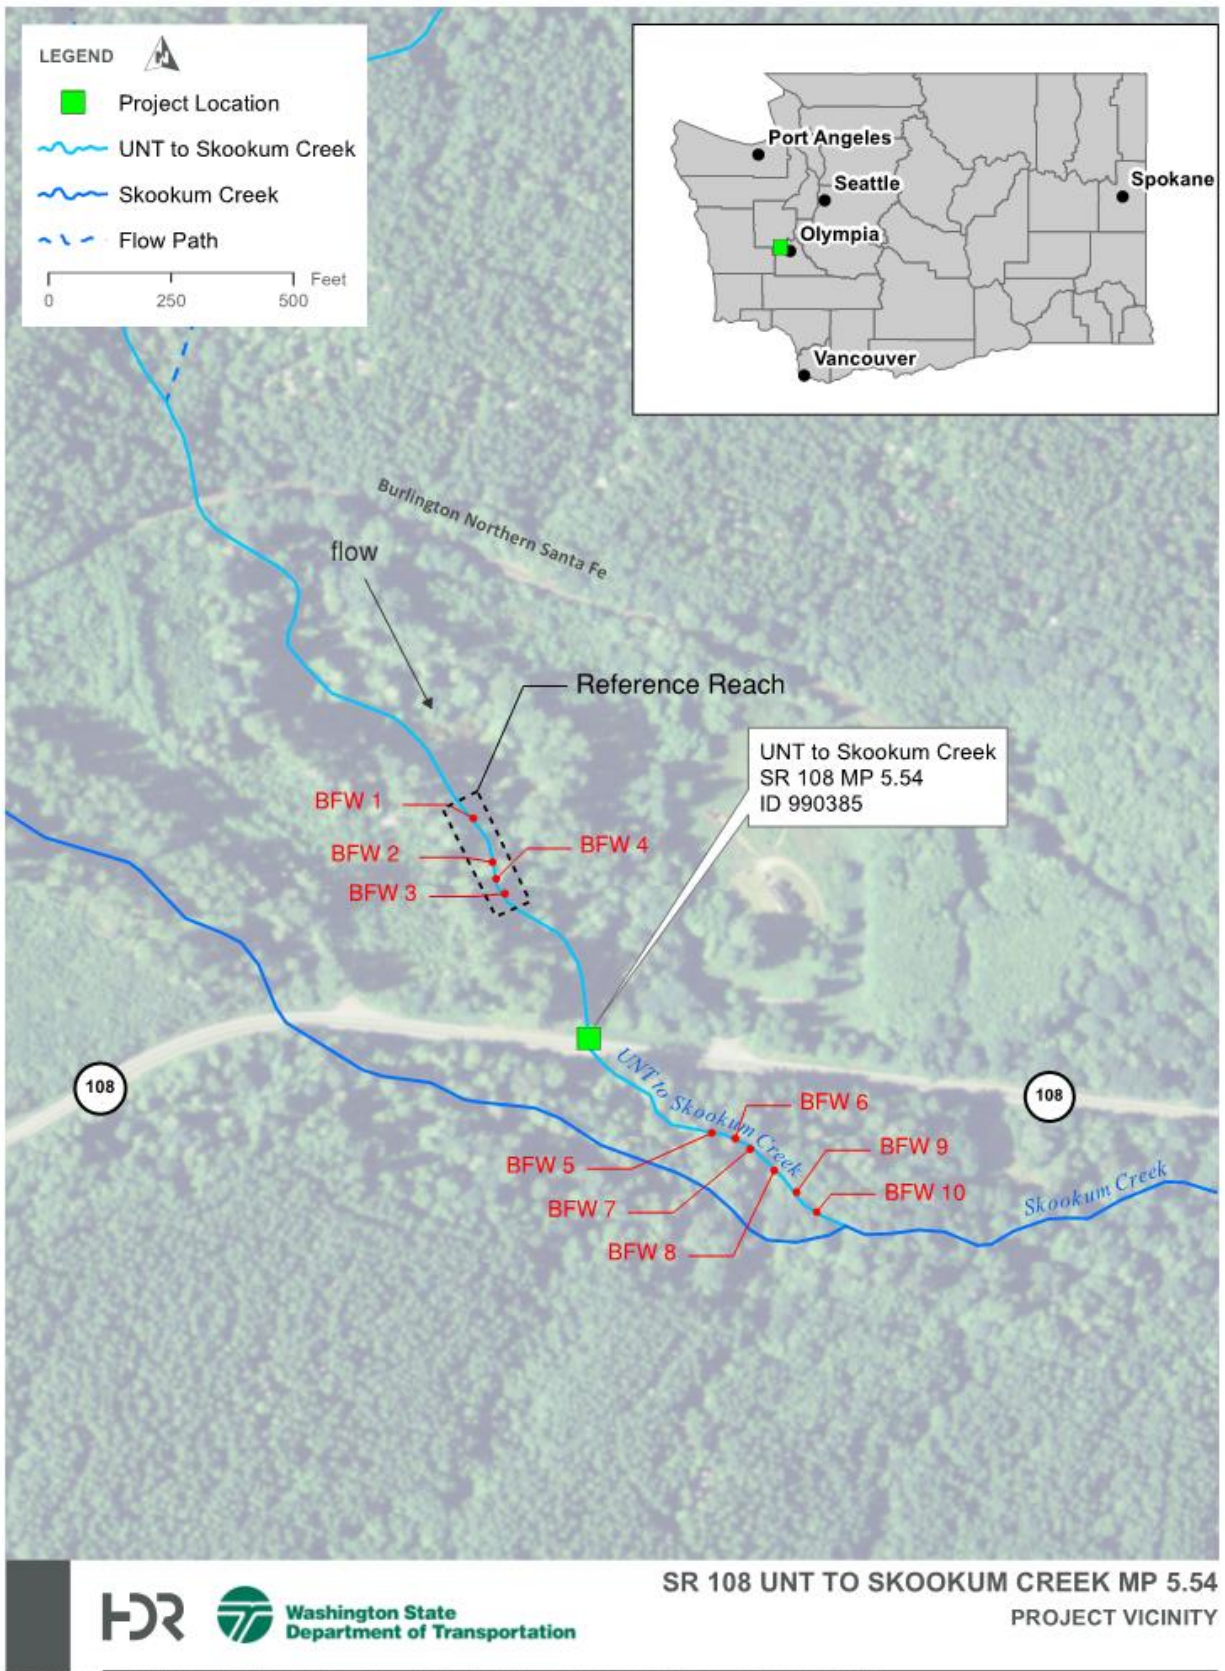 LEGEND
N
Project Location
UNT to Skookum Creek
Skookum Creek
Flow Path
Feet
0 250 500
Port Angeles
Seattle
Spokane
Olympia
Vancouver
Burlington Northern Santa Fe
flow
Reference Reach
UNT to Skookum Creek
SR 108 MP 5.54
ID 990385
BFW 1
BFW 2
BFW 4
BFW 3
108
UNT to Skookum Creek
108
BFW 6
BFW 5
BFW 9
BFW 7
BFW 10
BFW 8
Skookum Creek
HDR
Washington State
Department of Transportation
SR 108 UNT TO SKOOKUM CREEK MP 5.54
PROJECT VICINITY